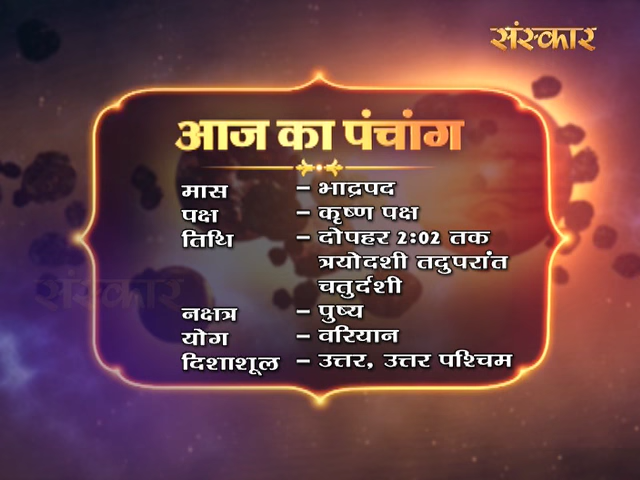 संस्कार
आज का पंचांग
मास – भाद्रपद
पक्ष – कृष्ण पक्ष
तिथि – दोपहर 2:02 तक
त्रयोदशी तदुपरांत
चतुर्दशी
संस्कार
नक्षत्र – पुष्य
योग – वरियान
दिशाशूल – उत्तर, उत्तर पश्चिम